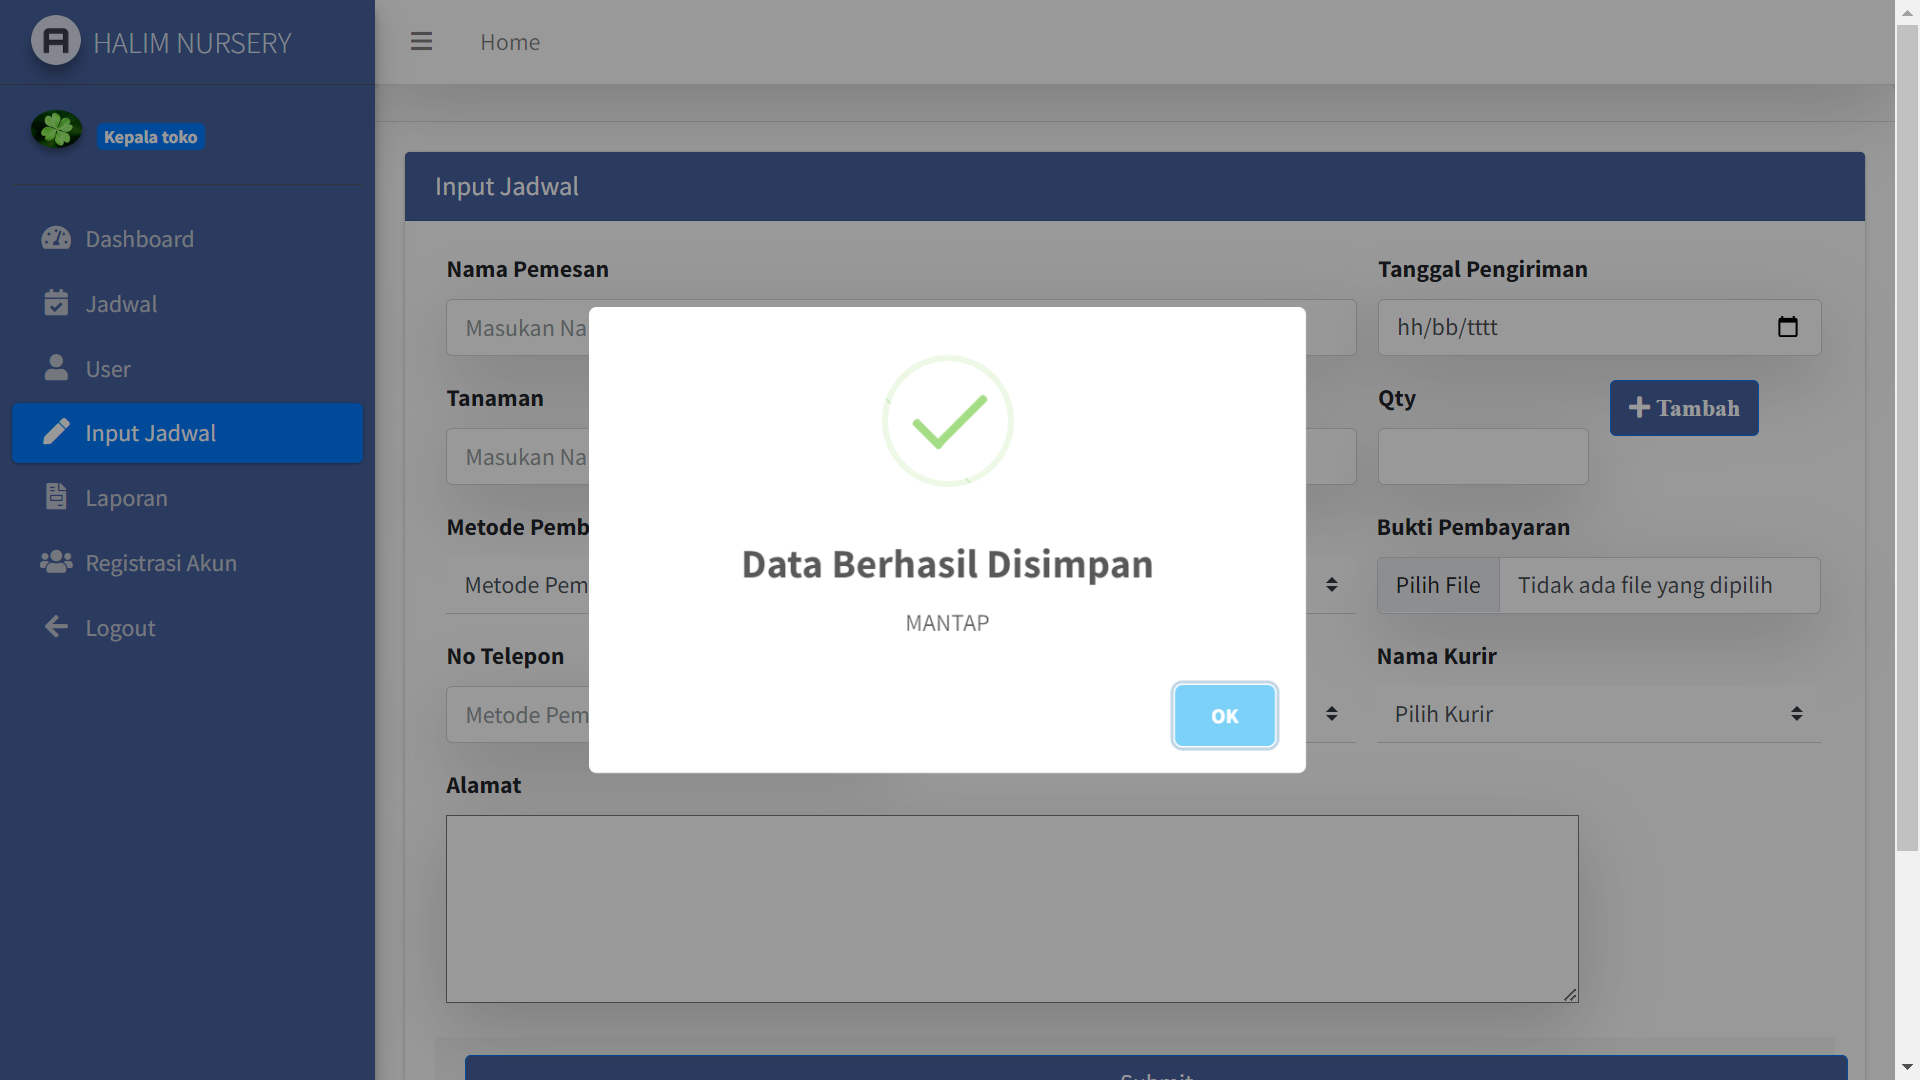 HALIM NURSERY
Home
Kepala toko
Dashboard
Jadwal
User
Input Jadwal
Laporan
Registrasi Akun
Logout
Input Jadwal
Nama Pemesan
Tanggal Pengiriman
Masukan Na
hh/bb/tttt
Tanaman
Qty
Tambah
Masukan Na
Metode Pemb
Bukti Pembayaran
Metode Pem
Pilih File
Tidak ada file yang dipilih
No Telepon
Nama Kurir
Metode Pem
Pilih Kurir
Alamat
Submit
Data Berhasil Disimpan
MANTAP
OK